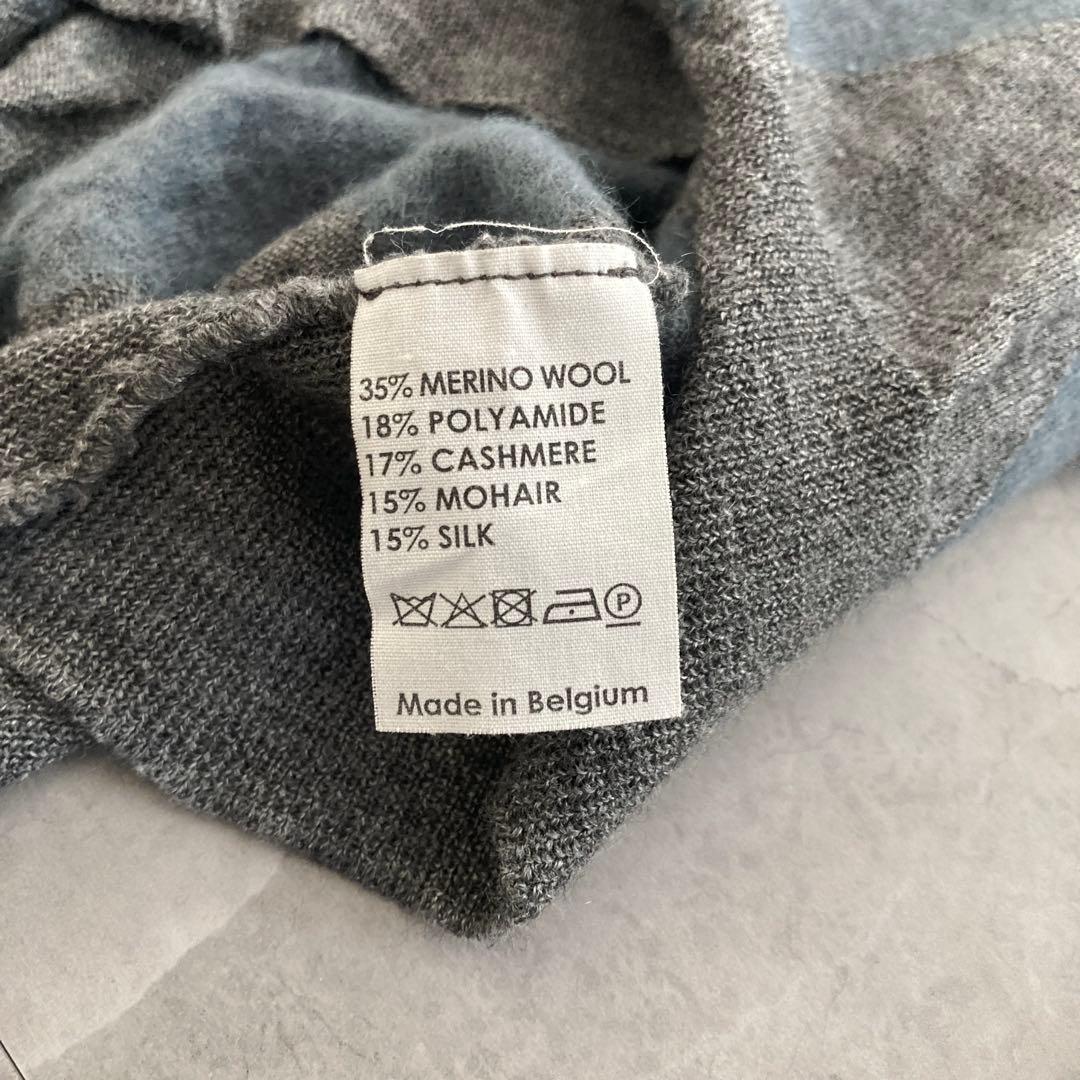 35% MERINO WOOL
18% POLYAMIDE
17% CASHMERE
15% MOHAIR
15% SILK
P
Made in Belgium